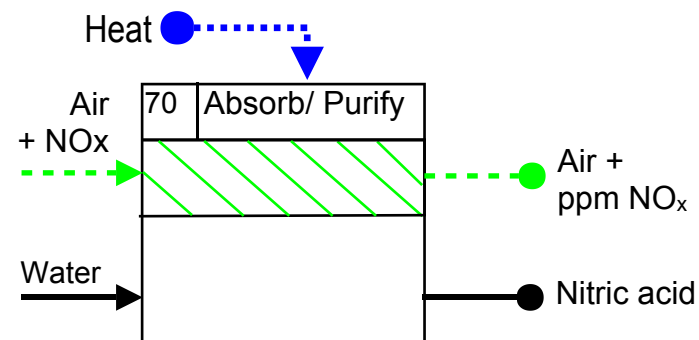 Heat
70 Absorb/ Purify
Air
+ NOx
Air +
ppm NOₓ
Water
Nitric acid